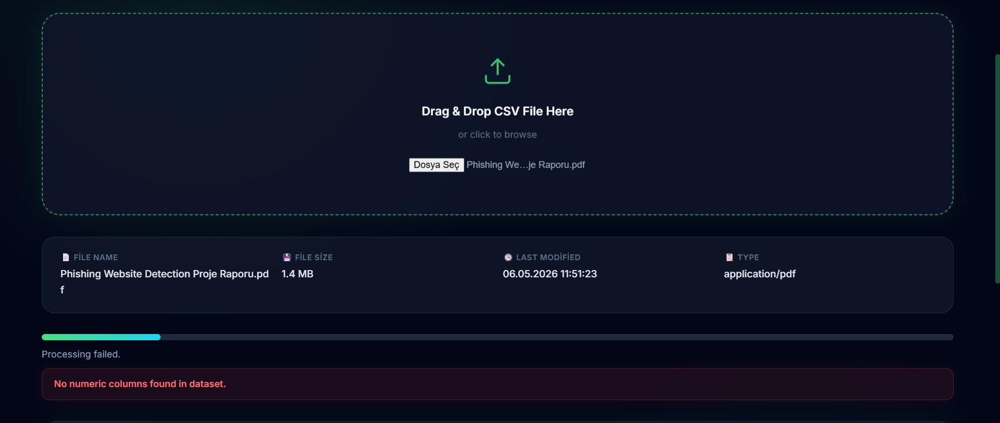 Drag & Drop CSV File Here
or click to browse
Dosya Seç Phishing We...je Raporu.pdf
FİLE NAME
Phishing Website Detection Proje Raporu.pd
f
FİLE SİZE
1.4 MB
LAST MODİFİED
06.05.2026 11:51:23
TYPE
application/pdf
Processing failed.
No numeric columns found in dataset.